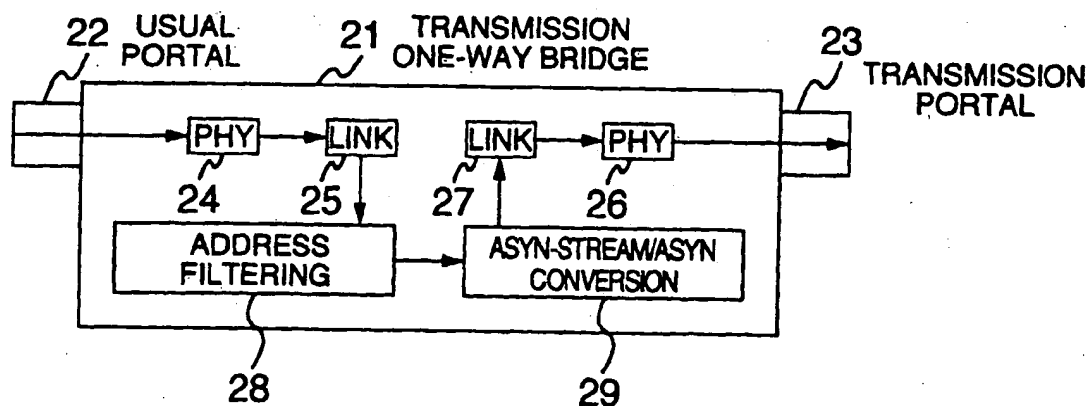 22
USUAL
PORTAL
21
TRANSMISSION
ONE-WAY BRIDGE
23
TRANSMISSION
PORTAL
PHY
LINK
LINK
PHY
24
25
27
26
ADDRESS
FILTERING
ASYN-STREAM/ASYN
CONVERSION
28
29